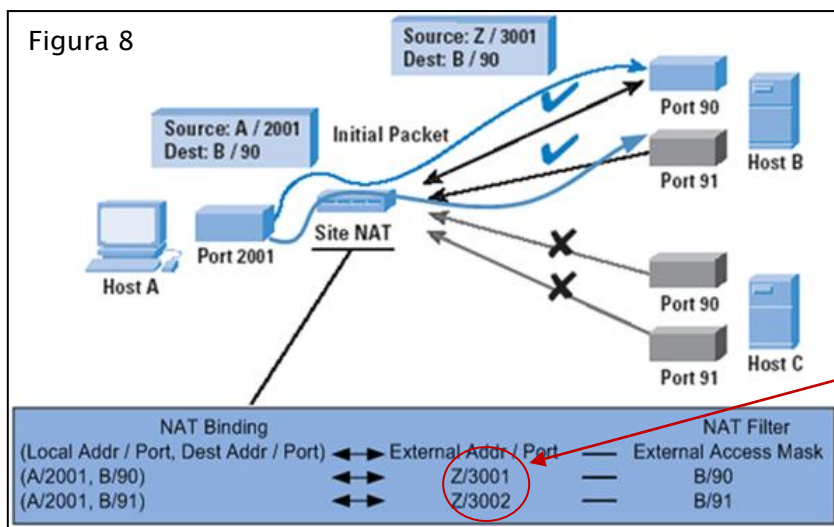 Figura 8
Source: Z / 3001
Dest: B / 90
Source: A / 2001
Dest: B / 90
Initial Packet
Port 90
Host B
Port 91
Site NAT
Port 2001
Host A
Port 90
Host C
Port 91
NAT Binding NAT Filter
(Local Addr / Port, Dest Addr / Port) External Addr / Port External Access Mask
(A/2001, B/90) Z/3001 B/90
(A/2001, B/91) Z/3002 B/91